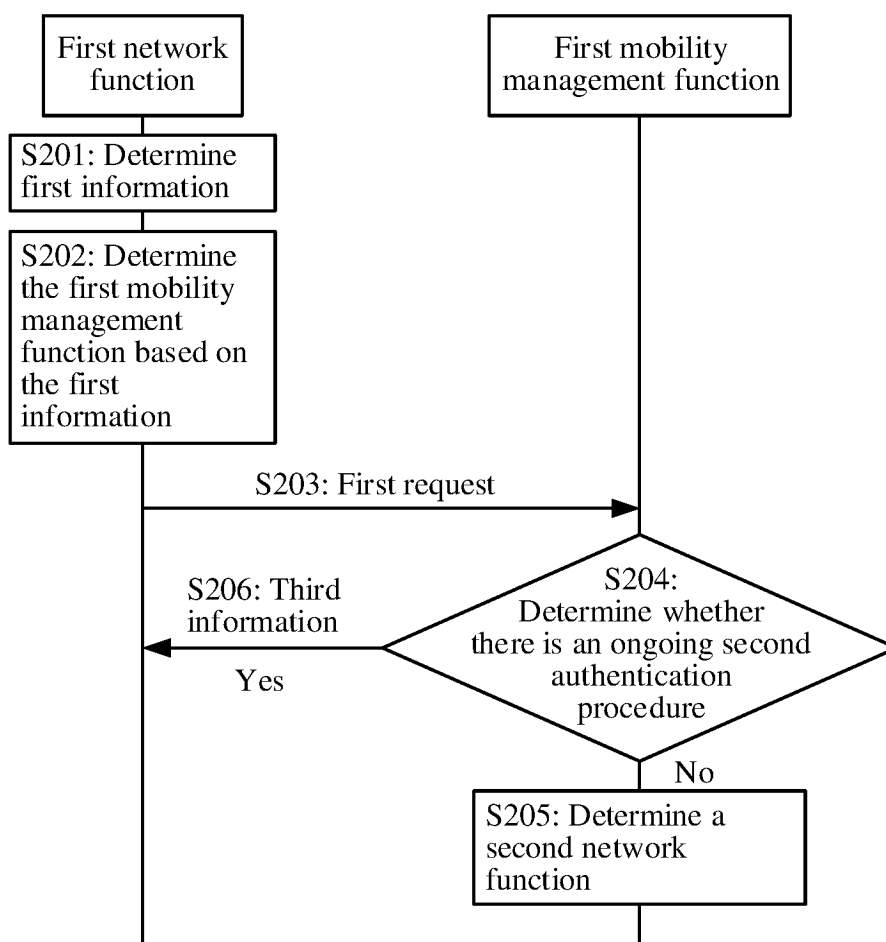 First network
function
First mobility
management function
S201: Determine
first information
S202: Determine
the first mobility
management
function based on
the first
information
S203: First request
S204:
Determine whether
there is an ongoing second
authentication
procedure
S206: Third
information
Yes
No
S205: Determine a
second network
function